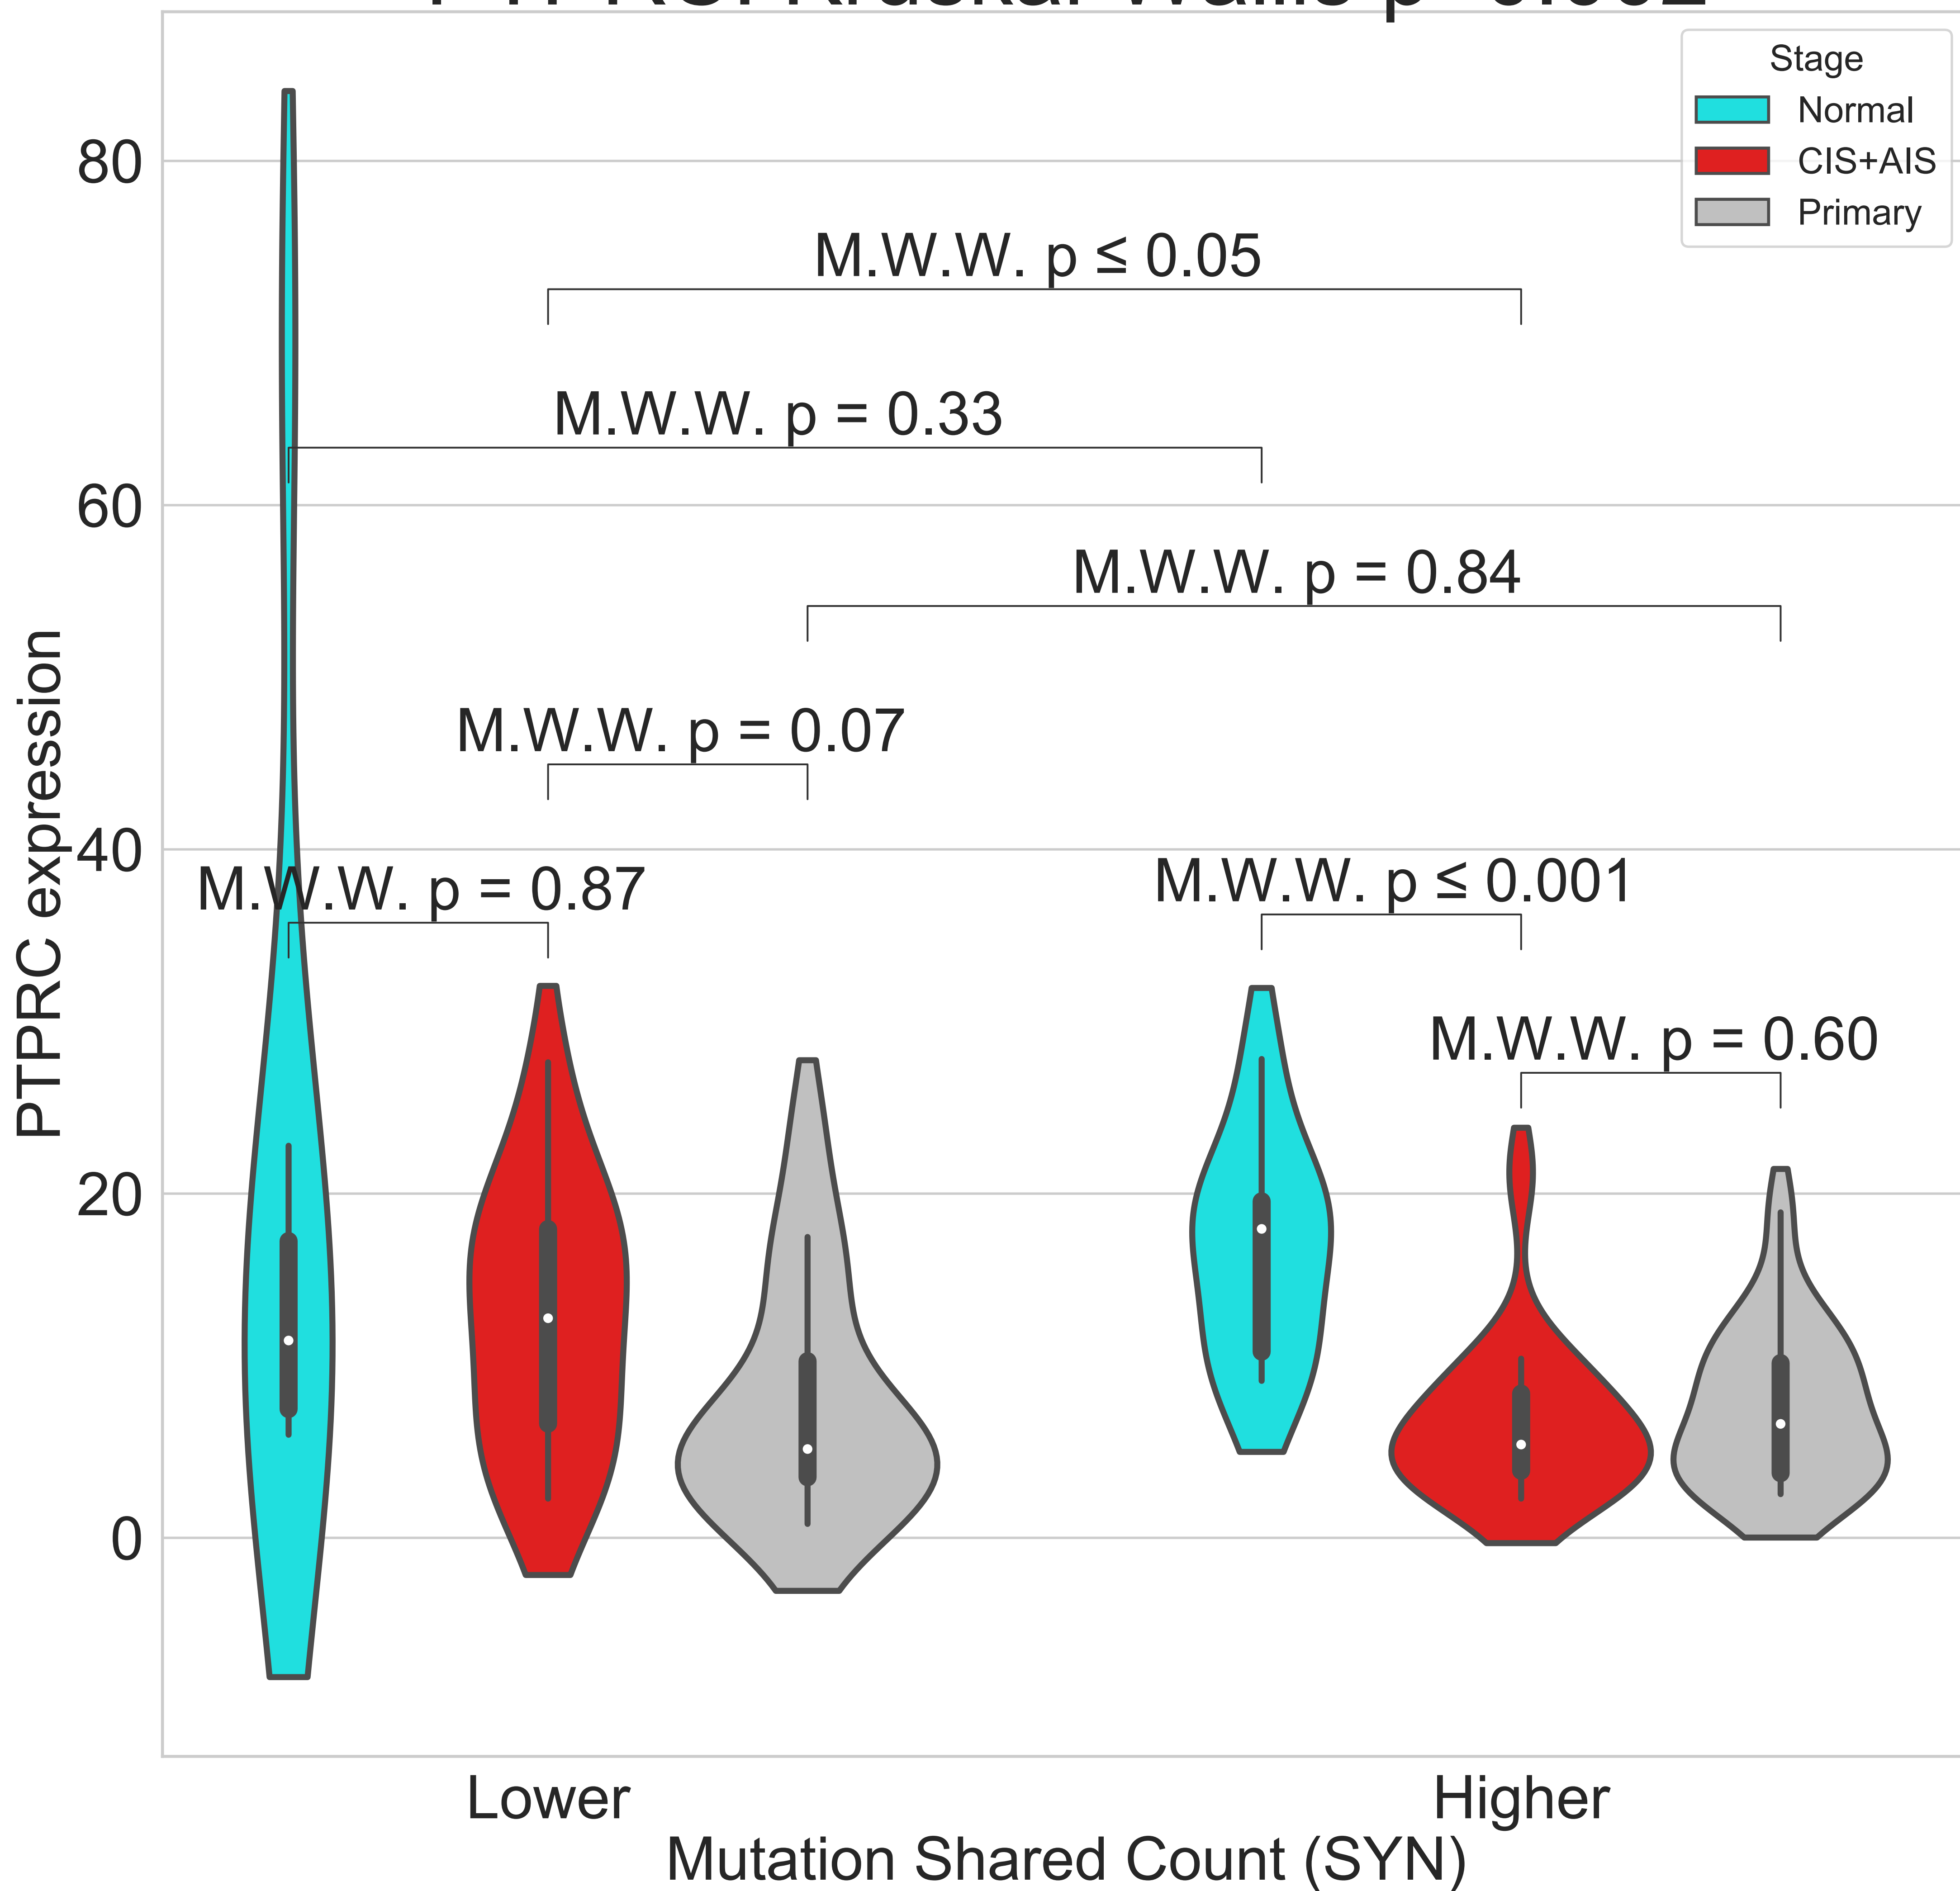 Stage
Normal
CIS+AIS
Primary
80
60
40
20
0
PTPRC expression
M.W.W. p ≤ 0.05
M.W.W. p = 0.33
M.W.W. p = 0.84
M.W.W. p = 0.07
M.W.W. p = 0.87
M.W.W. p ≤ 0.001
M.W.W. p = 0.60
Lower
Higher
Mutation Shared Count (SYN)